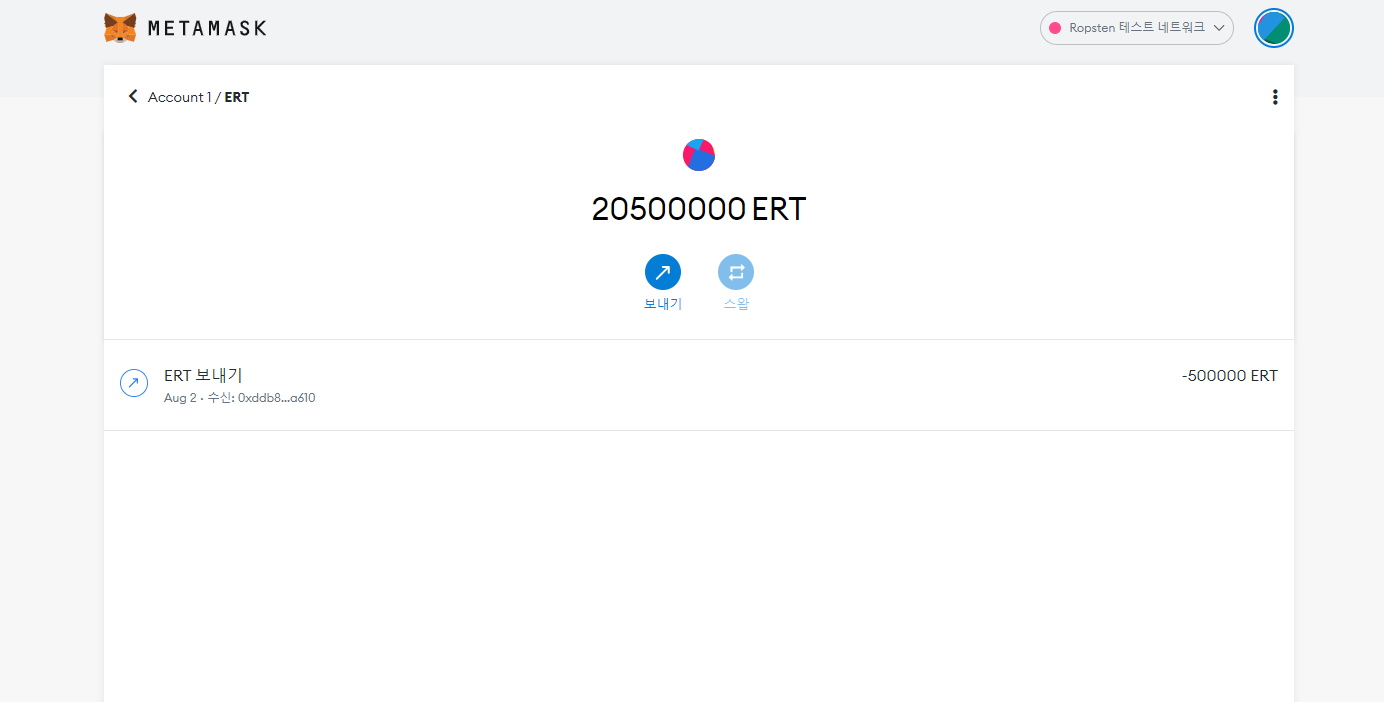 METAMASK
Ropsten 테스트 네트워크
Account 1 / ERT
20500000 ERT
보내기
스왑
ERT 보내기
-500000 ERT
Aug 2 · 수신: 0xddb8...a610